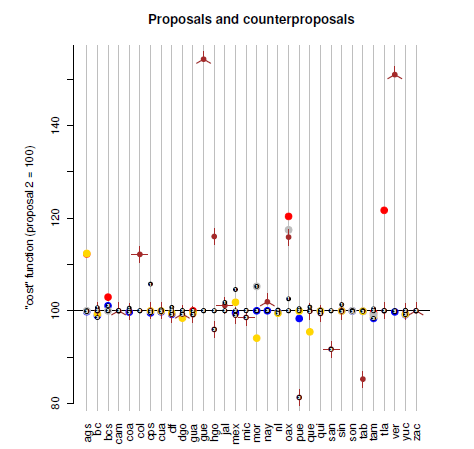 Proposals and counterproposals
"cost" function (proposal 2 = 100)
140
120
100
80
ags
bc
bcs
cam
coa
col
cps
cua
df
dgo
gua
gue
hgo
jal
mex
mic
mor
nay
nl
oax
pue
que
qui
san
sin
son
tab
tam
tla
ver
yuc
zac